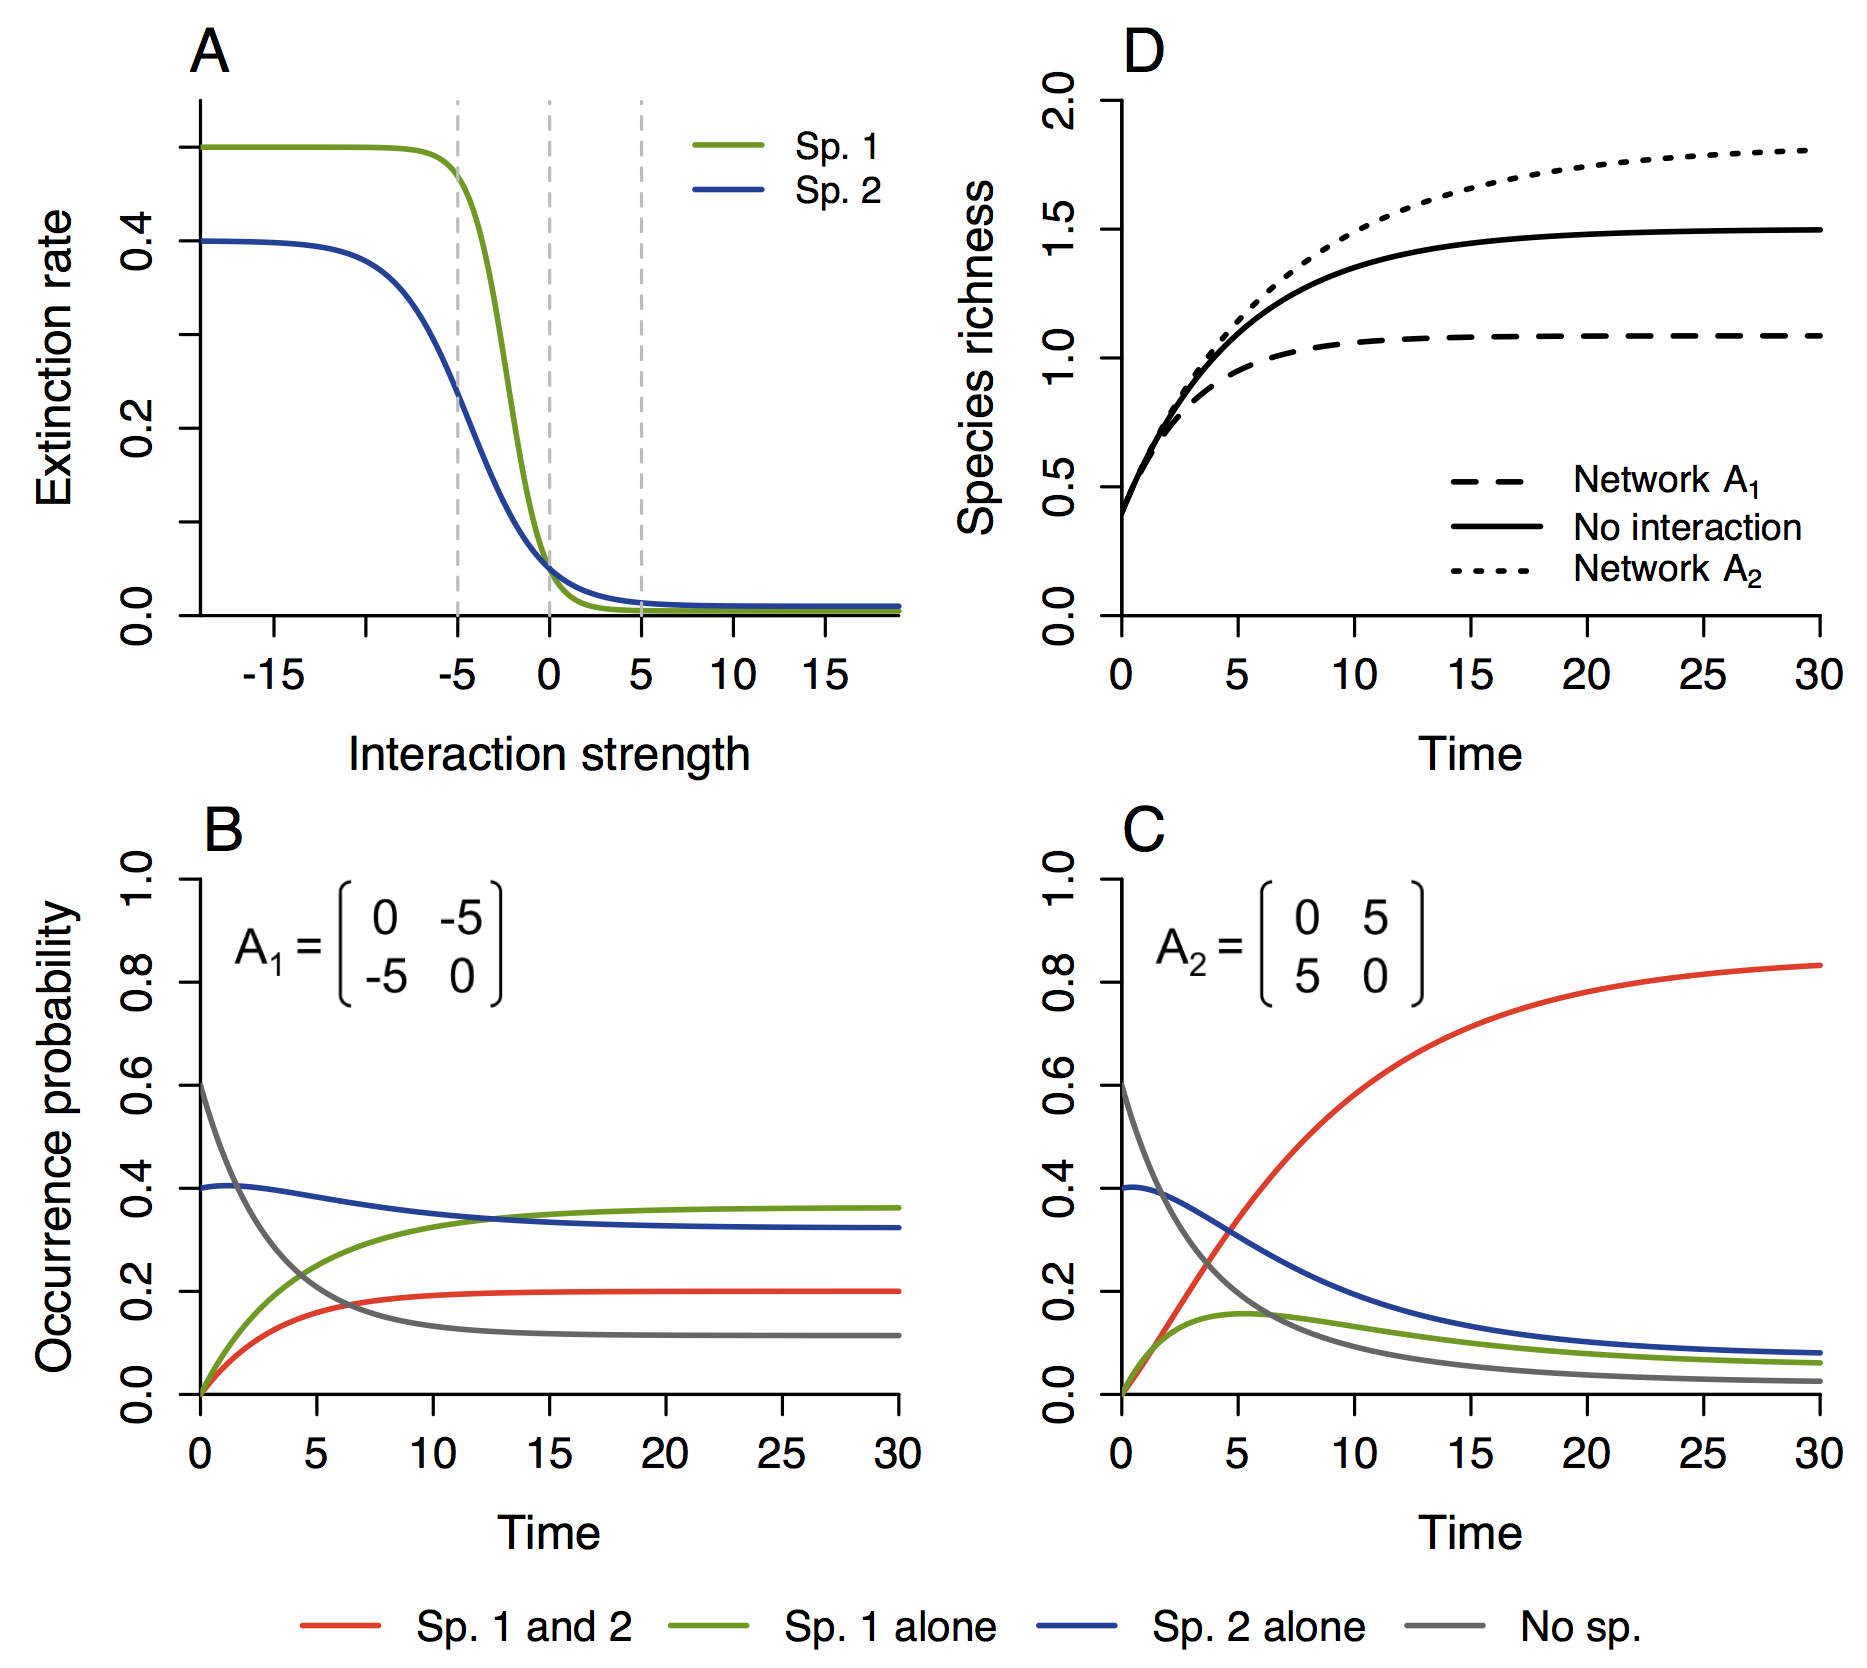 A
Extinction rate
0.0 0.2 0.4
-15 -5 0 5 10 15
Interaction strength
Sp. 1
Sp. 2
D
Species richness
0.0 0.5 1.0 1.5 2.0
0 5 10 15 20 25 30
Time
Network A1
No interaction
Network A2
B
Occurrence probability
0.0 0.2 0.4 0.6 0.8 1.0
A1 =
0 -5
-5 0
0 5 10 15 20 25 30
Time
C
0.0 0.2 0.4 0.6 0.8 1.0
A2 =
0 5
5 0
0 5 10 15 20 25 30
Time
Sp. 1 and 2 Sp. 1 alone Sp. 2 alone No sp.